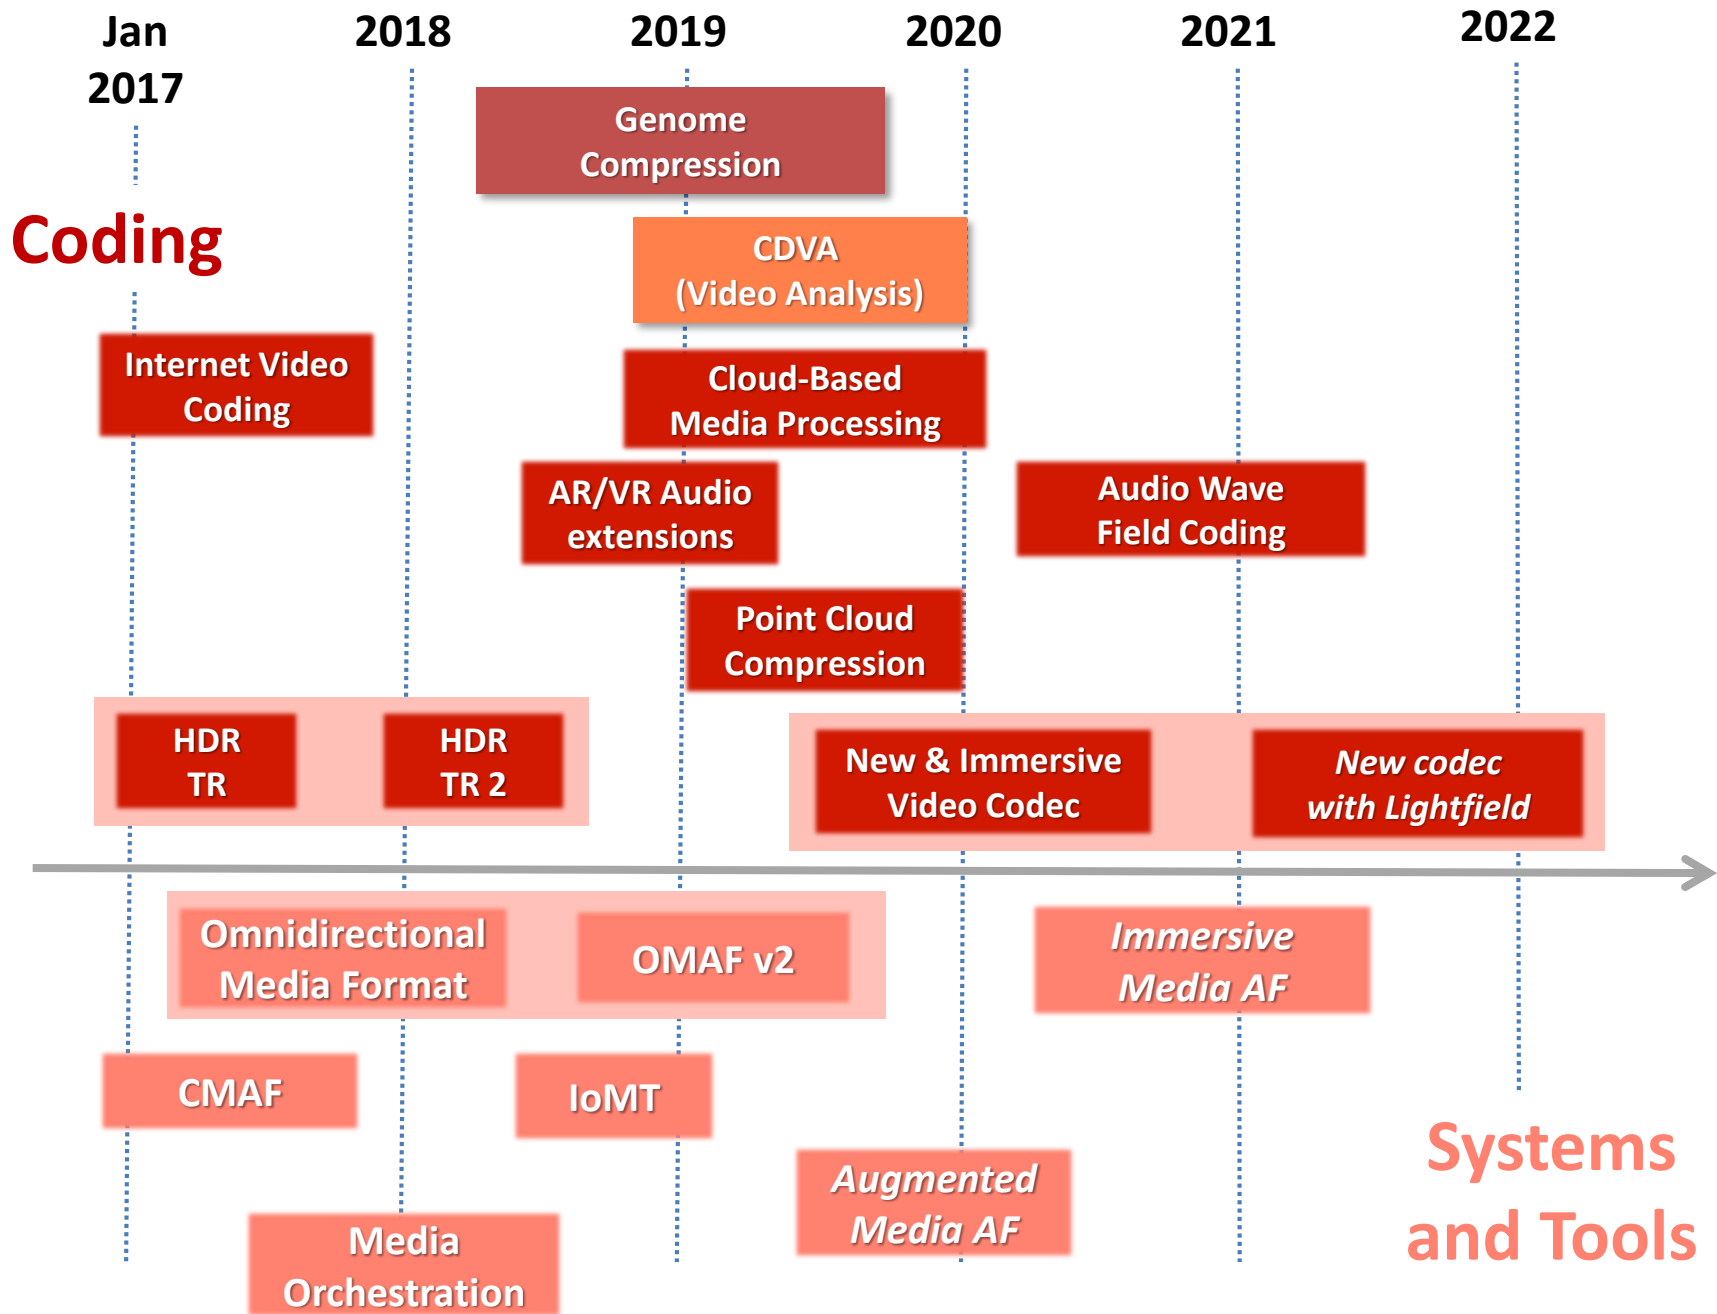 Jan
2017
2018
2019
2020
2021
2022
Genome
Compression
Coding
CDVA
(Video Analysis)
Internet Video
Coding
Cloud-Based
Media Processing
AR/VR Audio
extensions
Audio Wave
Field Coding
Point Cloud
Compression
HDR
TR
HDR
TR 2
New & Immersive
Video Codec
New codec
with Lightfield
Omnidirectional
Media Format
OMAF v2
Immersive
Media AF
CMAF
IoMT
Augmented
Media AF
Media
Orchestration
Systems
and Tools